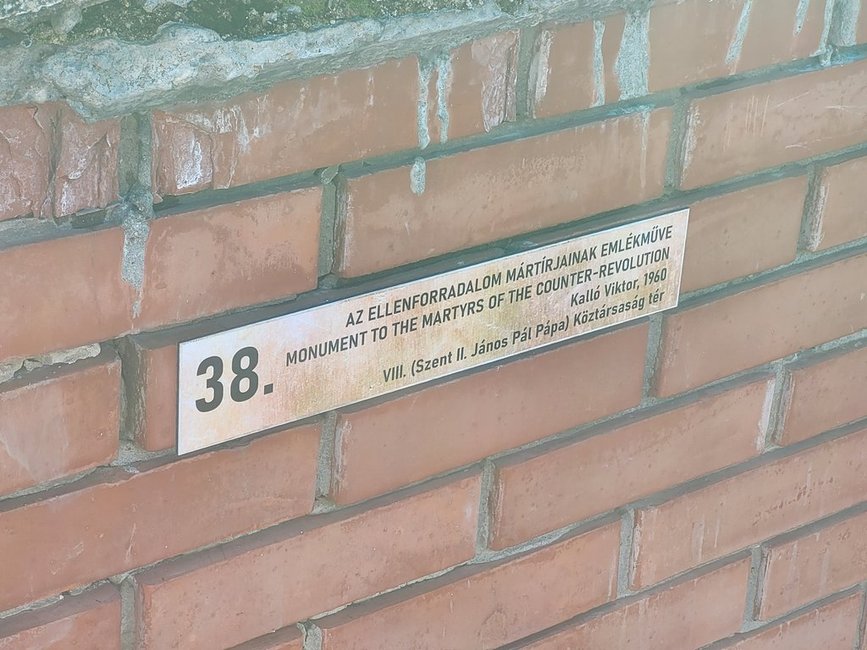 38.
AZ ELLENFORRADALOM MÁRTÍRJAINAK EMLÉKMŰVE
MONUMENT TO THE MARTYRS OF THE COUNTER-REVOLUTION
Kalló Viktor, 1960
VIII. (Szent II. János Pál Pápa) Köztársaság tér